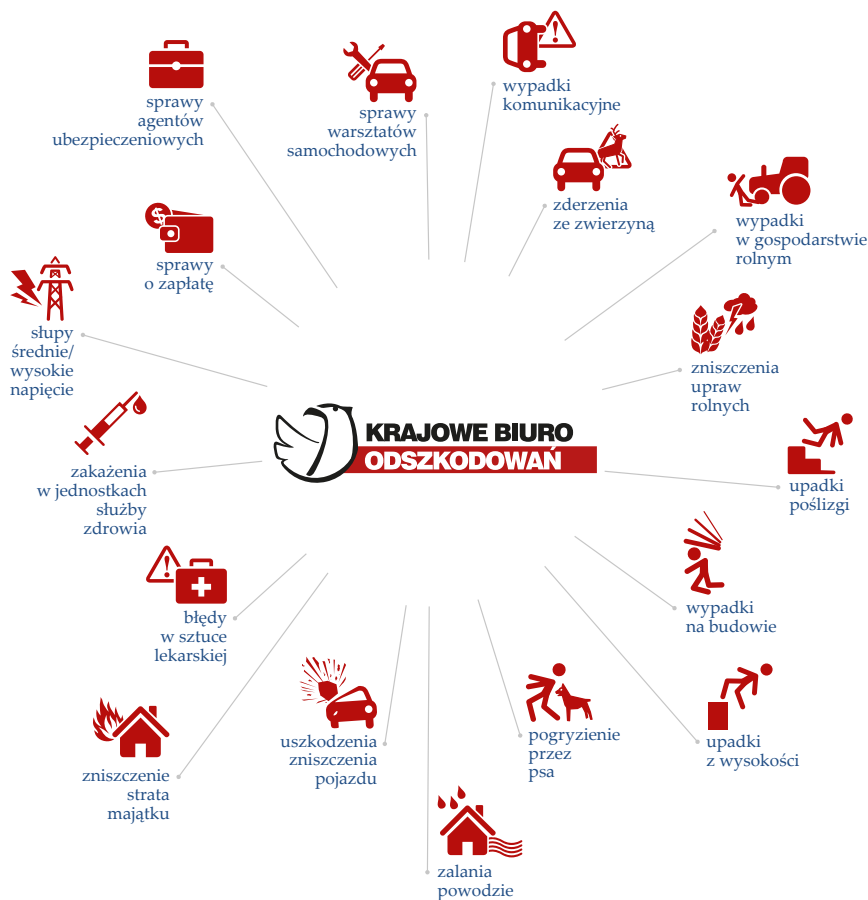 wypadki
komunikacyjne
sprawy
agentów
ubezpieczeniowych
sprawy
warsztatów
samochodowych
zderzenia
ze zwierzyną
wypadki
w gospodarstwie
rolnym
sprawy
o zapłatę
słupy
średnie/
wysokie
napięcie
zniszczenia
upraw
rolnych
KRAJOWE BIURO
ODSZKODOWAŃ
zakażenia
w jednostkach
służby
zdrowia
upadki
poślizgi
błędy
w sztuce
lekarskiej
wypadki
na budowie
zniszczenie
strata
majątku
uszkodzenia
zniszczenia
pojazdu
pogryzienie
przez
psa
upadki
z wysokości
zalania
powodzie